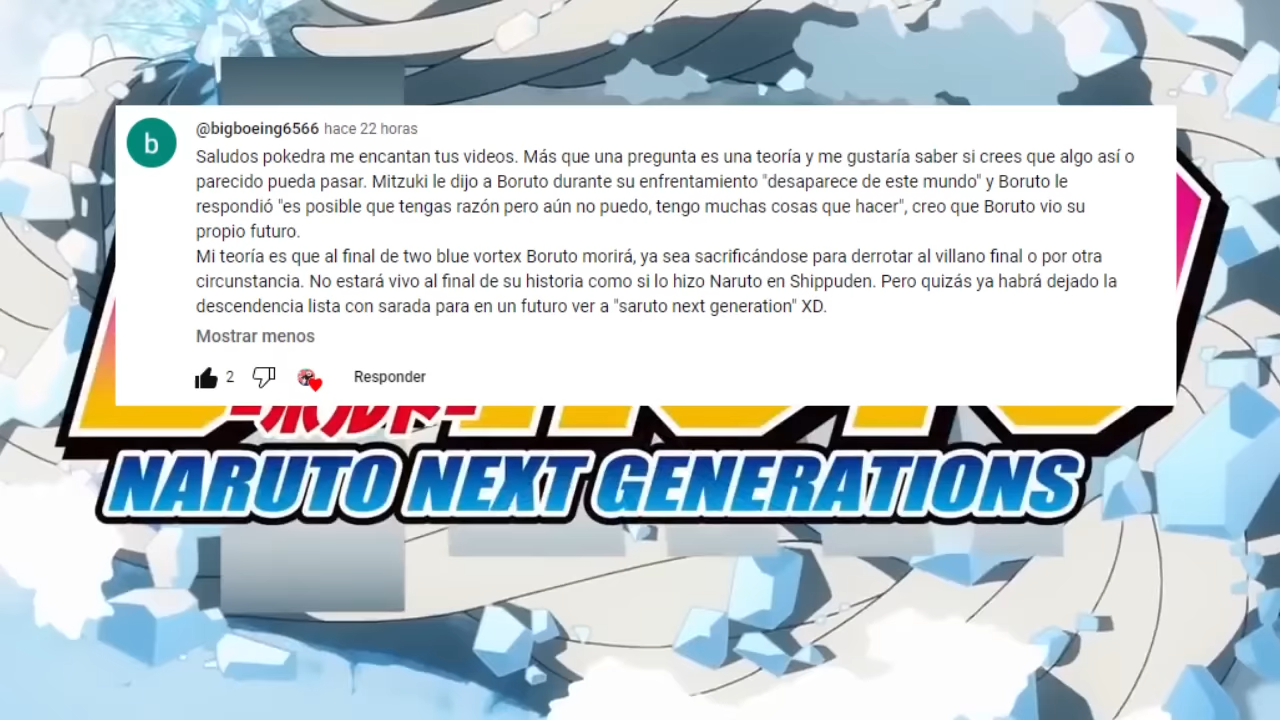 b
@bigboeing6566 hace 22 horas
Saludos pokedra me encantan tus videos. Más que una pregunta es una teoría y me gustaría saber si crees que algo así o
parecido pueda pasar. Mitzuki le dijo a Boruto durante su enfrentamiento "desaparece de este mundo" y Boruto le
respondió "es posible que tengas razón pero aún no puedo, tengo muchas cosas que hacer", creo que Boruto vio su
propio futuro.
Mi teoría es que al final de two blue vortex Boruto morirá, ya sea sacrificándose para derrotar al villano final o por otra
circunstancia. No estará vivo al final de su historia como si lo hizo Naruto en Shippuden. Pero quizás ya habrá dejado la
descendencia lista con sarada para en un futuro ver a "saruto next generation" XD.
Mostrar menos
2
Responder
NARUTO NEXT GENERATIONS